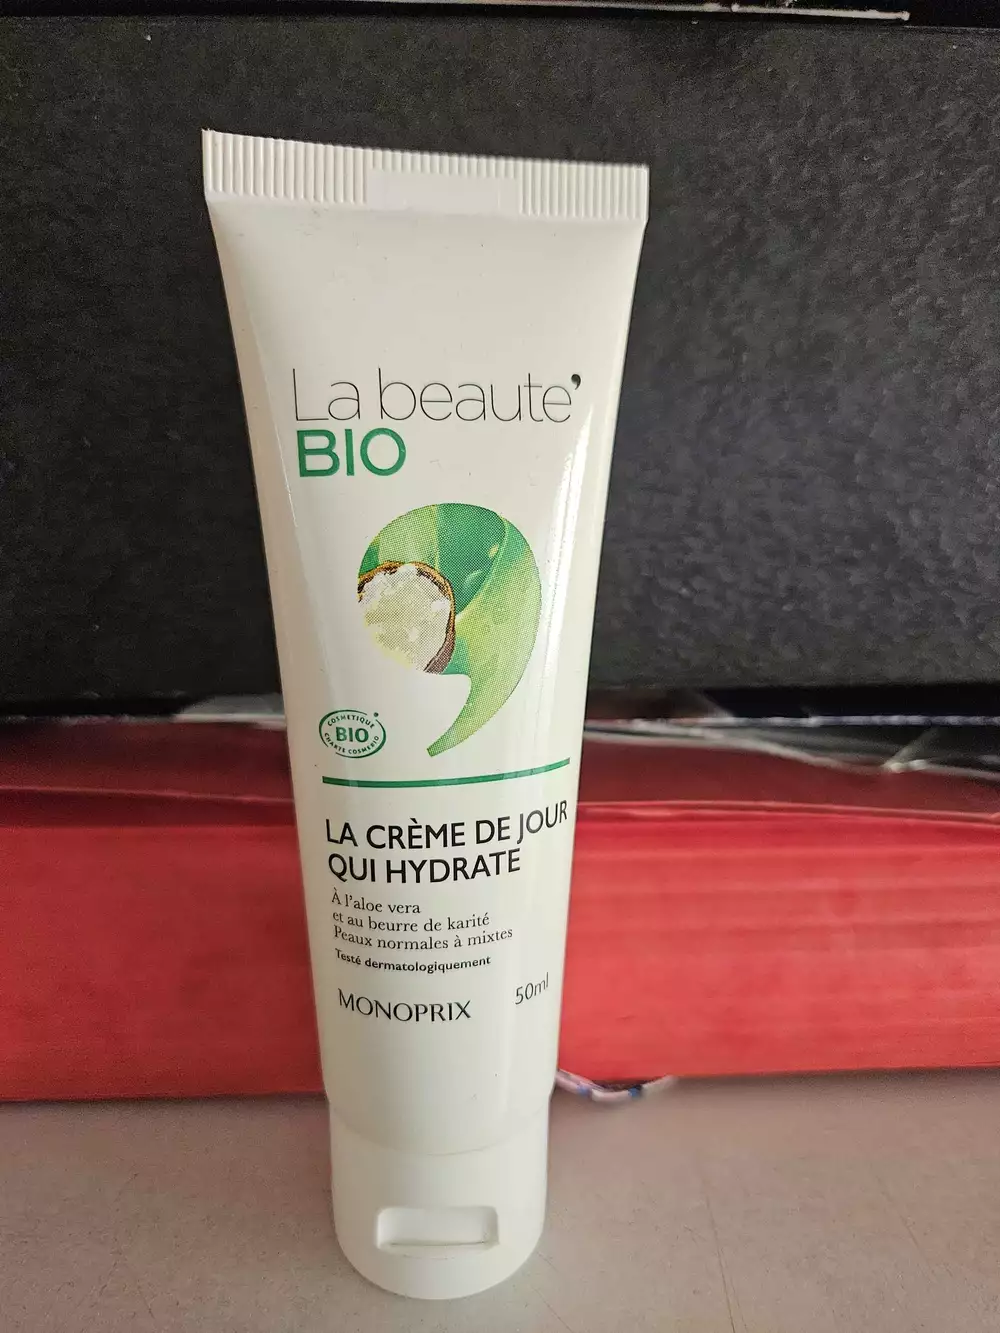 La beauté
BIO
COSMETIQUE
BIO
CHARTE COSMEBIO
LA CRÈME DE JOUR
QUI HYDRATE
À l'aloe vera
et au beurre de karité
Peaux normales à mixtes
Testé dermatologiquement
MONOPRIX
50ml